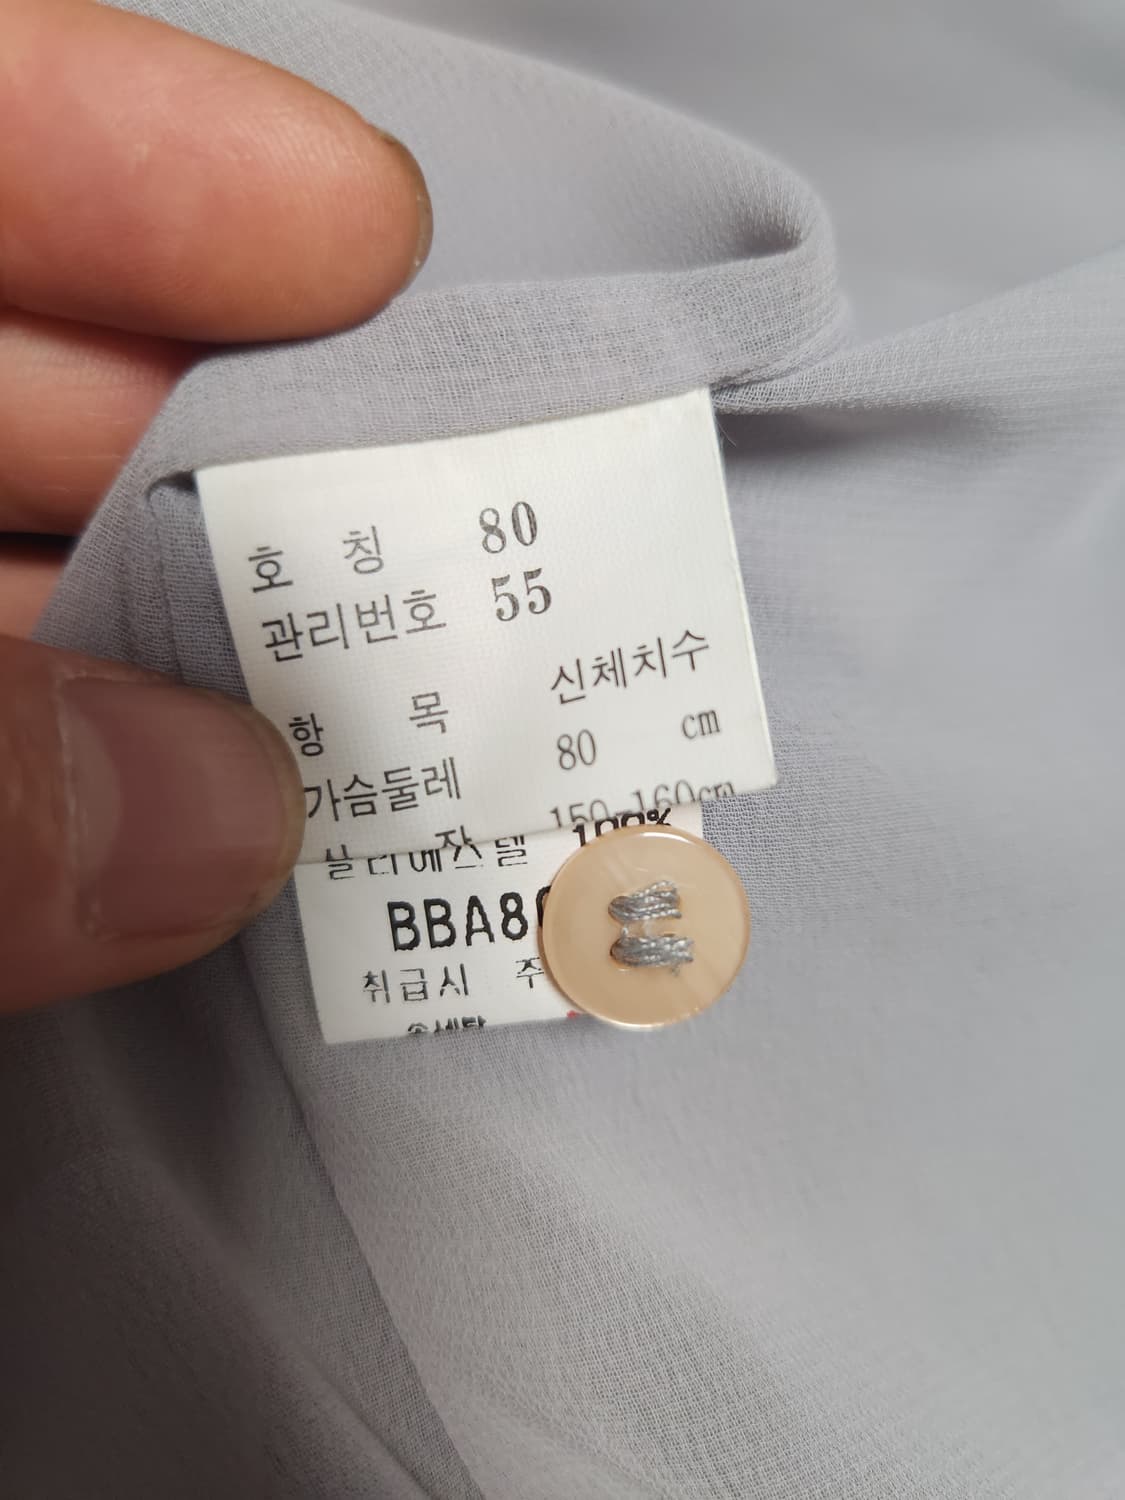 호 칭 80
관리번호 55
항 목 신체치수
가슴둘레 80 cm
150-160cm
100%
BBA8
취급시 주